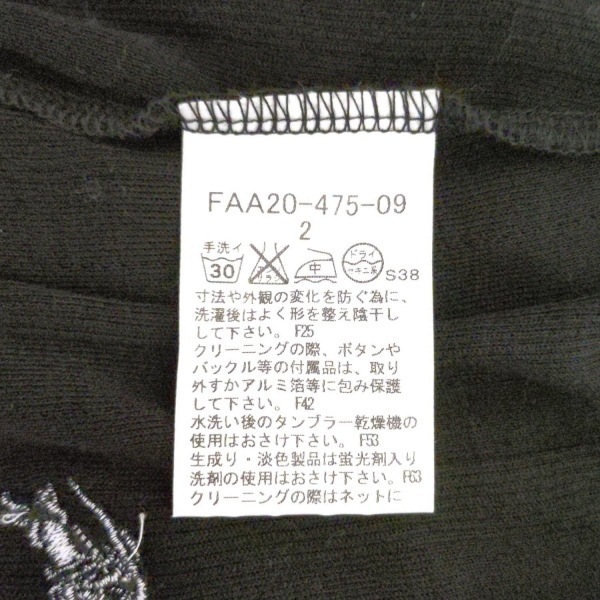 FAA20-475-09
2
手洗イ
30 エンソサラシ 中 ドライ セキユ系 S38
寸法や外観の変化を防ぐ為に、
洗濯後はよく形を整え陰干し
して下さい。 F25
クリーニングの際、ボタンや
バックル等の付属品は、取り
外すかアルミ箔等に包み保護
して下さい。 F42
水洗い後のタンブラー乾燥機の
使用はおさけ下さい。 F53
生成り・淡色製品は蛍光剤入り
洗剤の使用はおさけ下さい。 F63
クリーニングの際はネットに